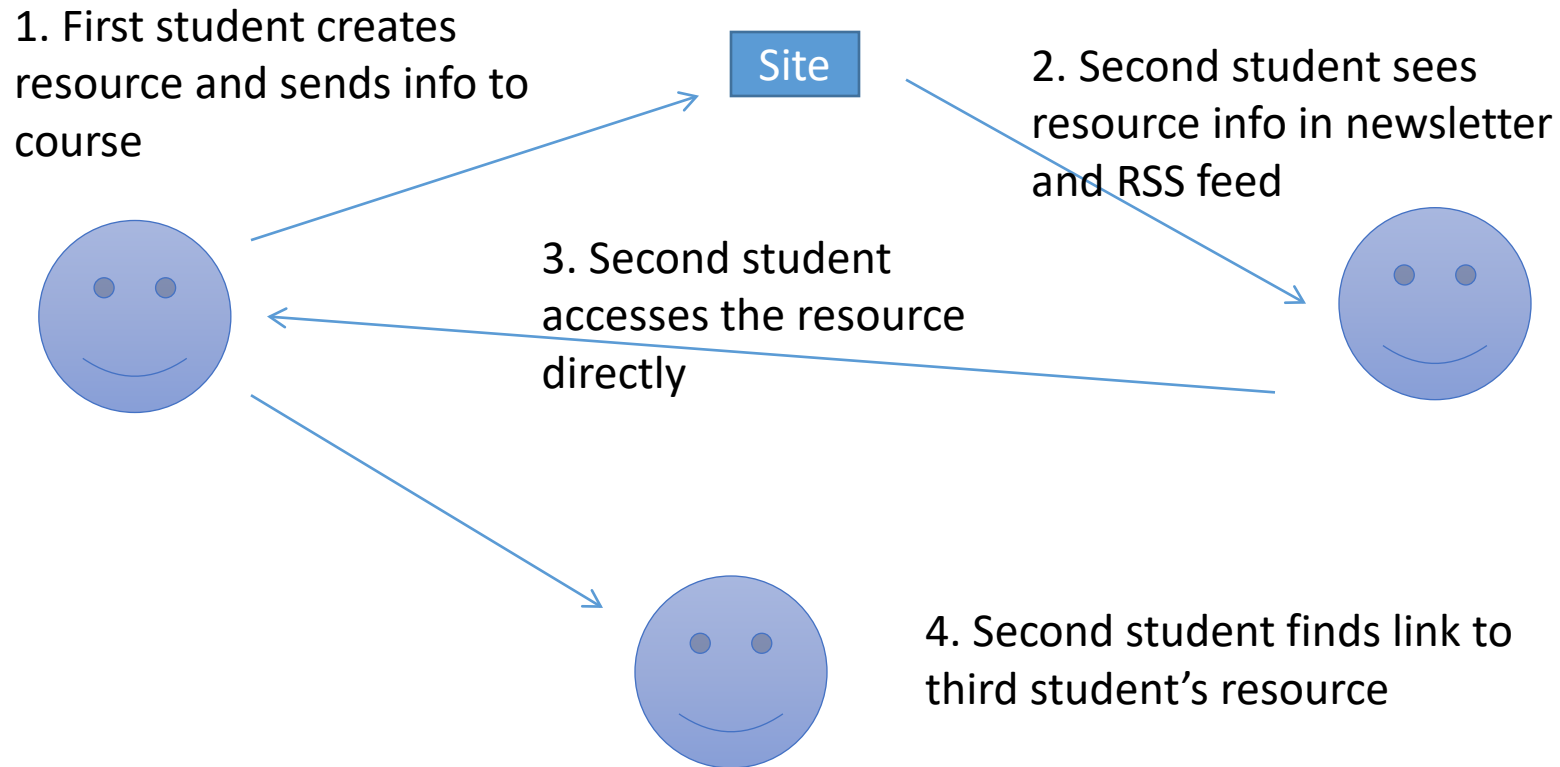 1. First student creates
resource and sends info to
course
Site
2. Second student sees
resource info in newsletter
and RSS feed
3. Second student
accesses the resource
directly
4. Second student finds link to
third student’s resource